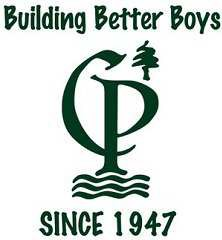 Building Better Boys
CP
SINCE 1947